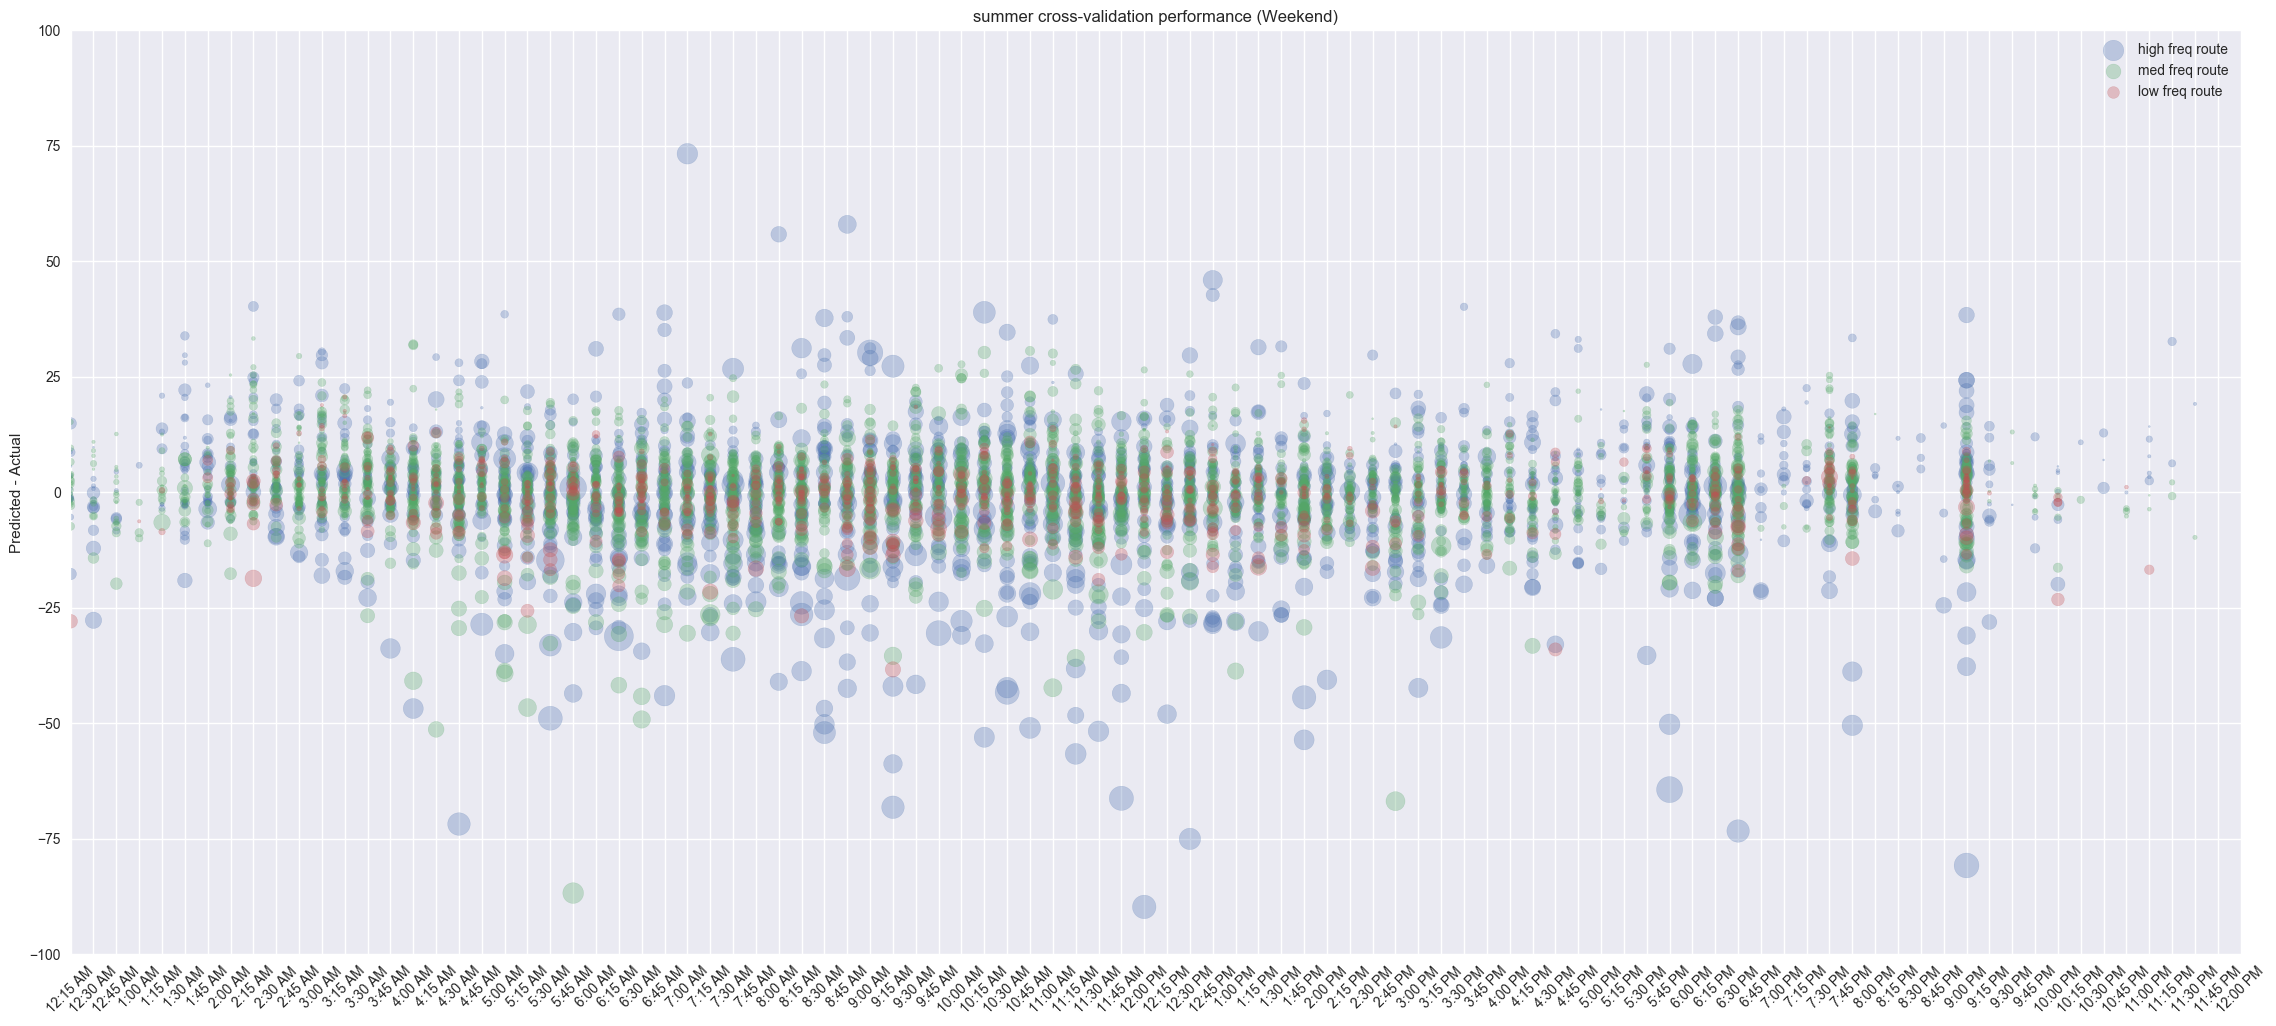 summer cross-validation performance (Weekend)
100
75
50
25
0
−25
−50
−75
−100
Predicted - Actual
high freq route
med freq route
low freq route
12:15 AM
12:30 AM
12:45 AM
1:00 AM
1:15 AM
1:30 AM
1:45 AM
2:00 AM
2:15 AM
2:30 AM
2:45 AM
3:00 AM
3:15 AM
3:30 AM
3:45 AM
4:00 AM
4:15 AM
4:30 AM
4:45 AM
5:00 AM
5:15 AM
5:30 AM
5:45 AM
6:00 AM
6:15 AM
6:30 AM
6:45 AM
7:00 AM
7:15 AM
7:30 AM
7:45 AM
8:00 AM
8:15 AM
8:30 AM
8:45 AM
9:00 AM
9:15 AM
9:30 AM
9:45 AM
10:00 AM
10:15 AM
10:30 AM
10:45 AM
11:00 AM
11:15 AM
11:30 AM
11:45 AM
12:00 PM
12:15 PM
12:30 PM
12:45 PM
1:00 PM
1:15 PM
1:30 PM
1:45 PM
2:00 PM
2:15 PM
2:30 PM
2:45 PM
3:00 PM
3:15 PM
3:30 PM
3:45 PM
4:00 PM
4:15 PM
4:30 PM
4:45 PM
5:00 PM
5:15 PM
5:30 PM
5:45 PM
6:00 PM
6:15 PM
6:30 PM
6:45 PM
7:00 PM
7:15 PM
7:30 PM
7:45 PM
8:00 PM
8:15 PM
8:30 PM
8:45 PM
9:00 PM
9:15 PM
9:30 PM
9:45 PM
10:00 PM
10:15 PM
10:30 PM
10:45 PM
11:00 PM
11:15 PM
11:30 PM
11:45 PM
12:00 PM